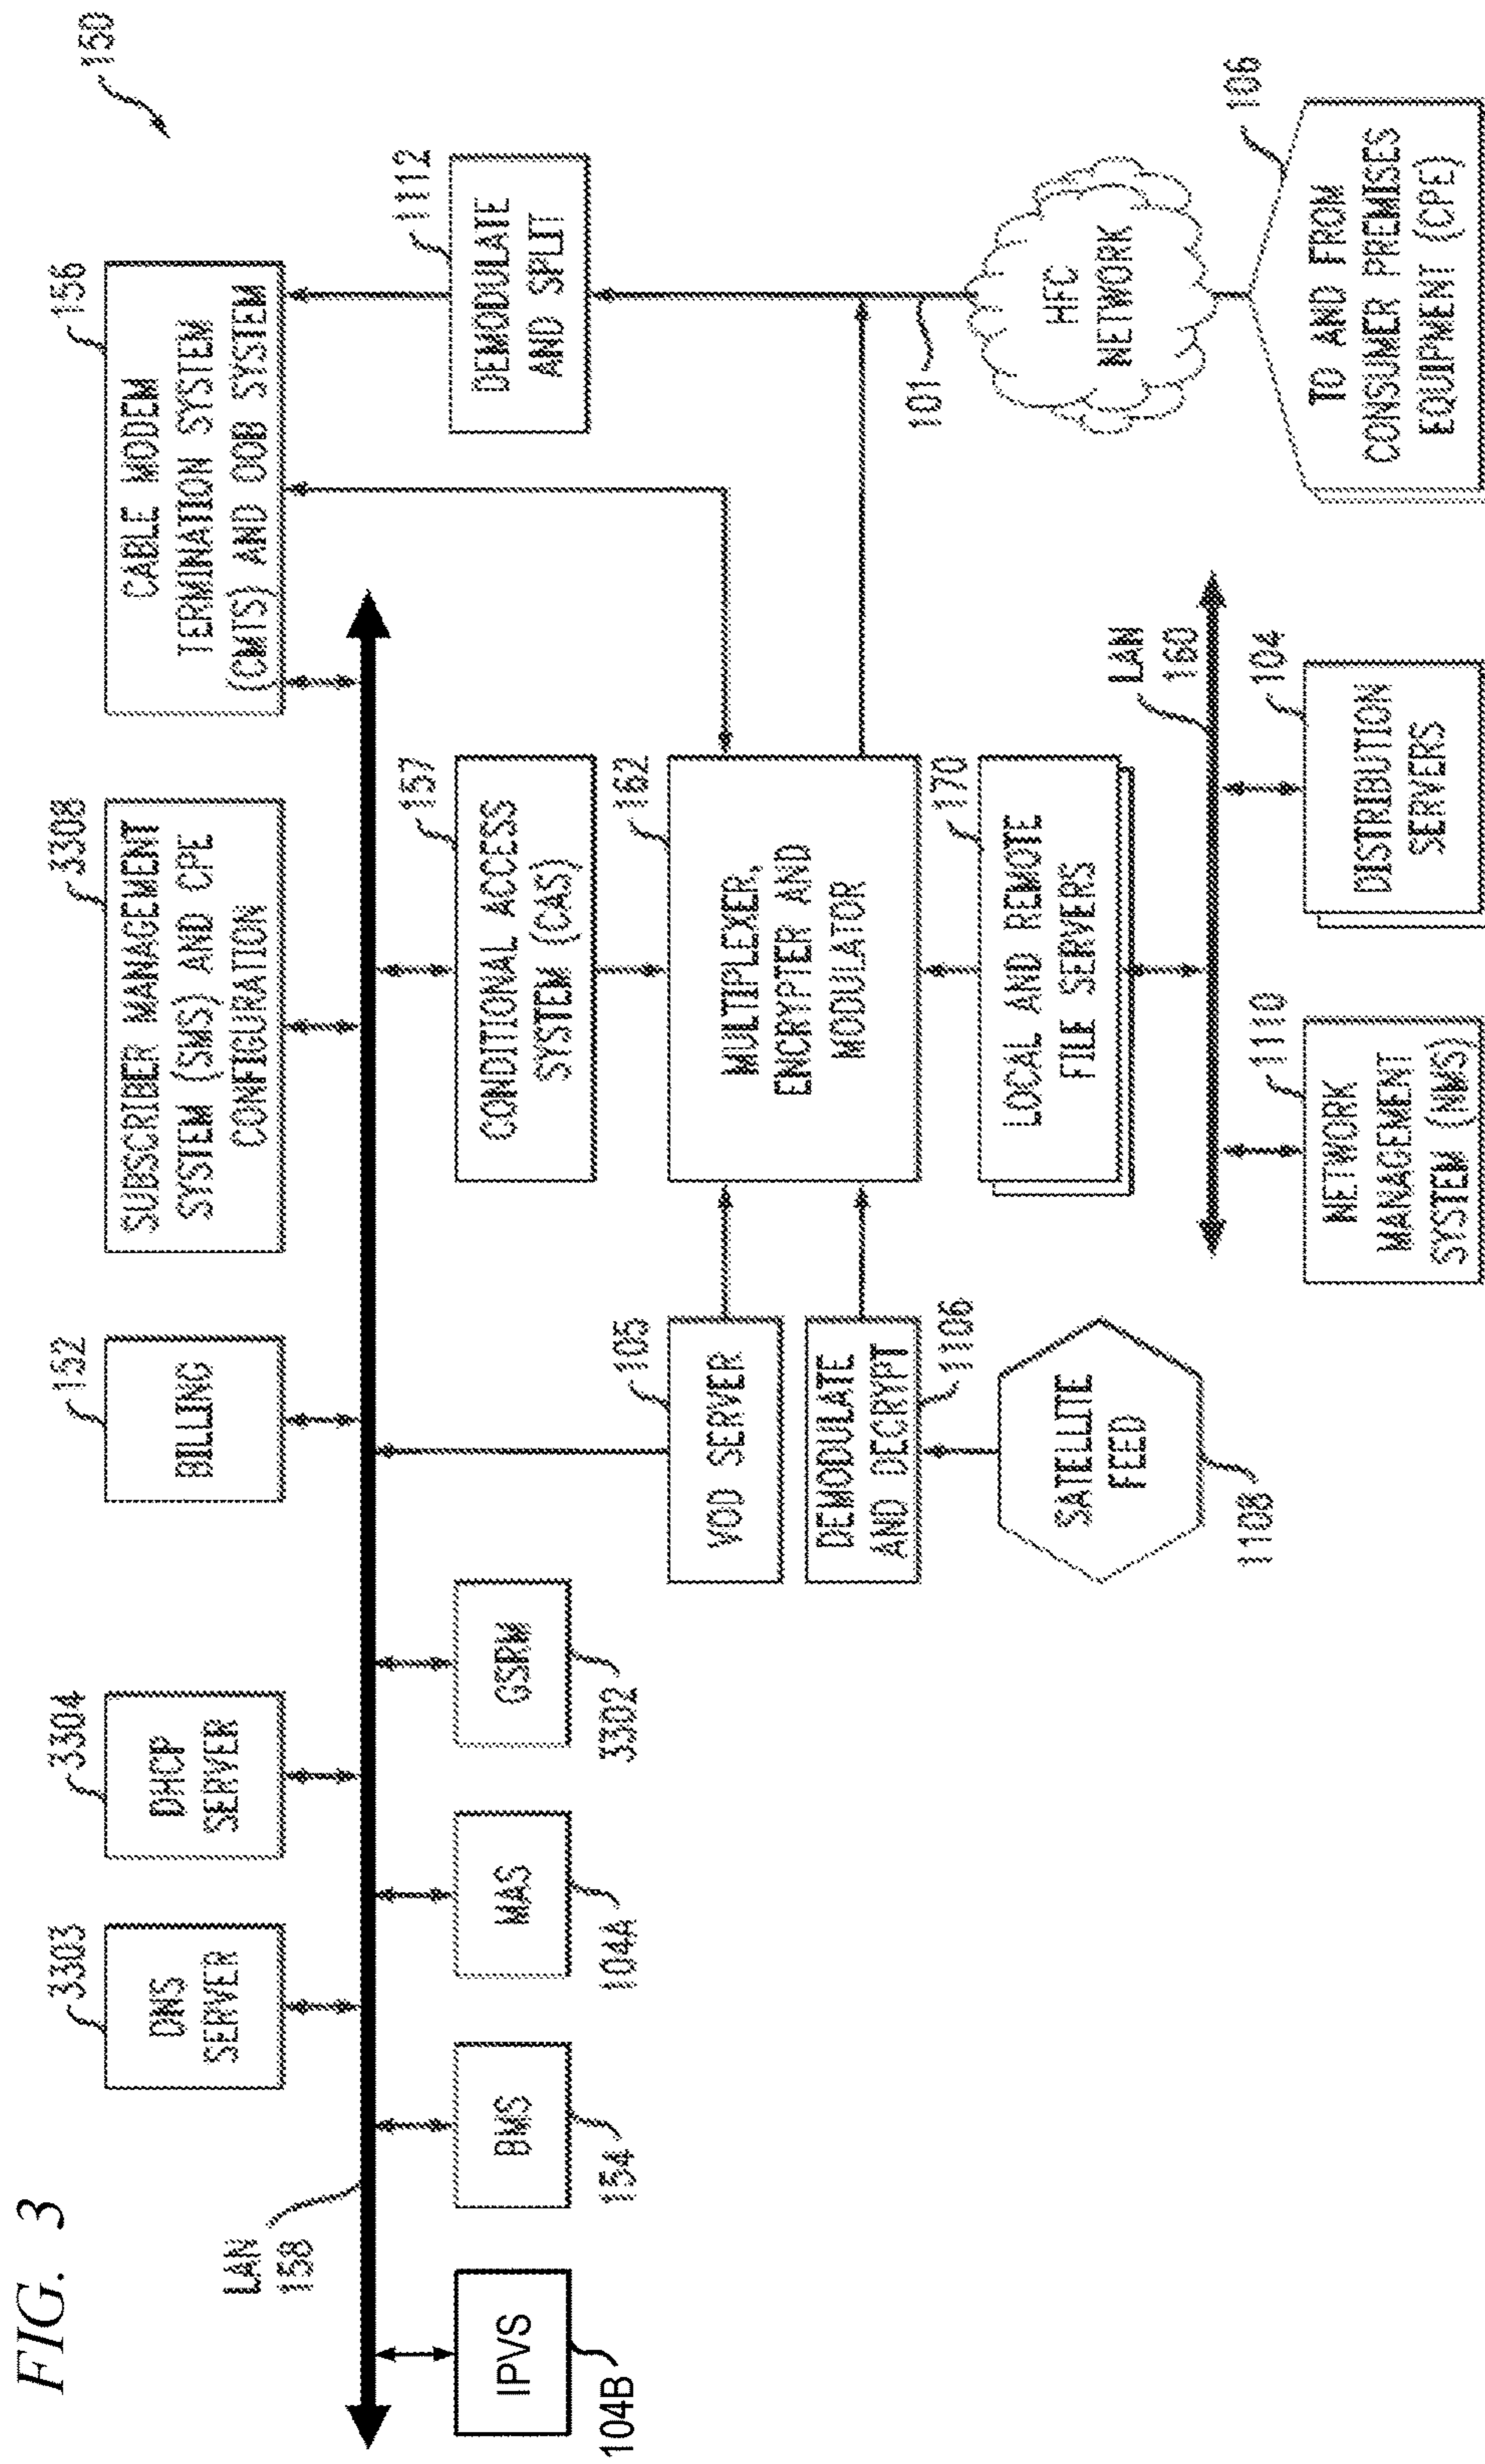 FIG. 3
150
3303
DNS
SERVER
3304
DHCP
SERVER
152
BILLING
3308
SUBSCRIBER MANAGEMENT
SYSTEM (SMS) AND CPE
CONFIGURATION
156
CABLE MODEM
TERMINATION SYSTEM
(CMTS) AND OOB SYSTEM
LAN
158
IPVS
104B
BMS
154
MAS
104A
GSRM
3302
157
CONDITIONAL ACCESS
SYSTEM (CAS)
1112
DEMODULATE
AND SPLIT
105
VOD SERVER
162
MULTIPLEXER,
ENCRYPTER AND
MODULATOR
DEMODULATE
AND DECRYPT
1106
SATELLITE
FEED
1108
170
LOCAL AND REMOTE
FILE SERVERS
101
HFC
NETWORK
LAN
160
1110
NETWORK
MANAGEMENT
SYSTEM (NMS)
104
DISTRIBUTION
SERVERS
106
TO AND FROM
CONSUMER PREMISES
EQUIPMENT (CPE)